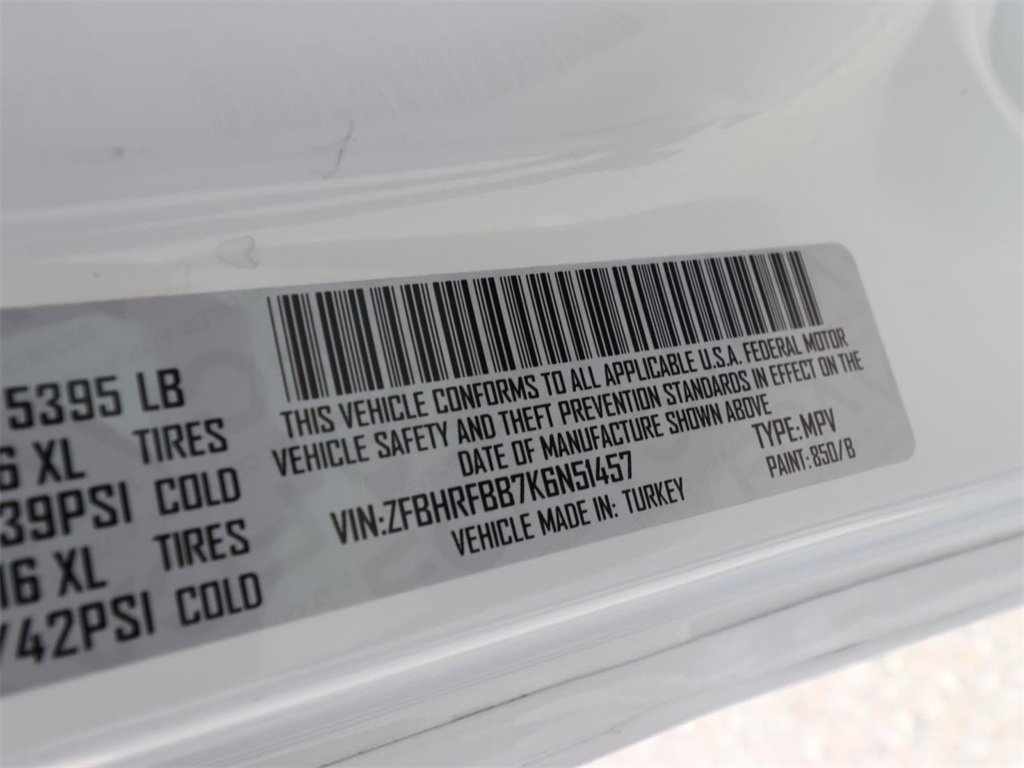 5395 LB
6 XL TIRES
39PSI COLD
16 XL TIRES
/42PSI COLD
THIS VEHICLE CONFORMS TO ALL APPLICABLE U.S.A. FEDERAL MOTOR
VEHICLE SAFETY AND THEFT PREVENTION STANDARDS IN EFFECT ON THE
DATE OF MANUFACTURE SHOWN ABOVE
VIN:ZFBHRFBB7K6N51457
TYPE:MPV
VEHICLE MADE IN: TURKEY
PAINT: 850/B